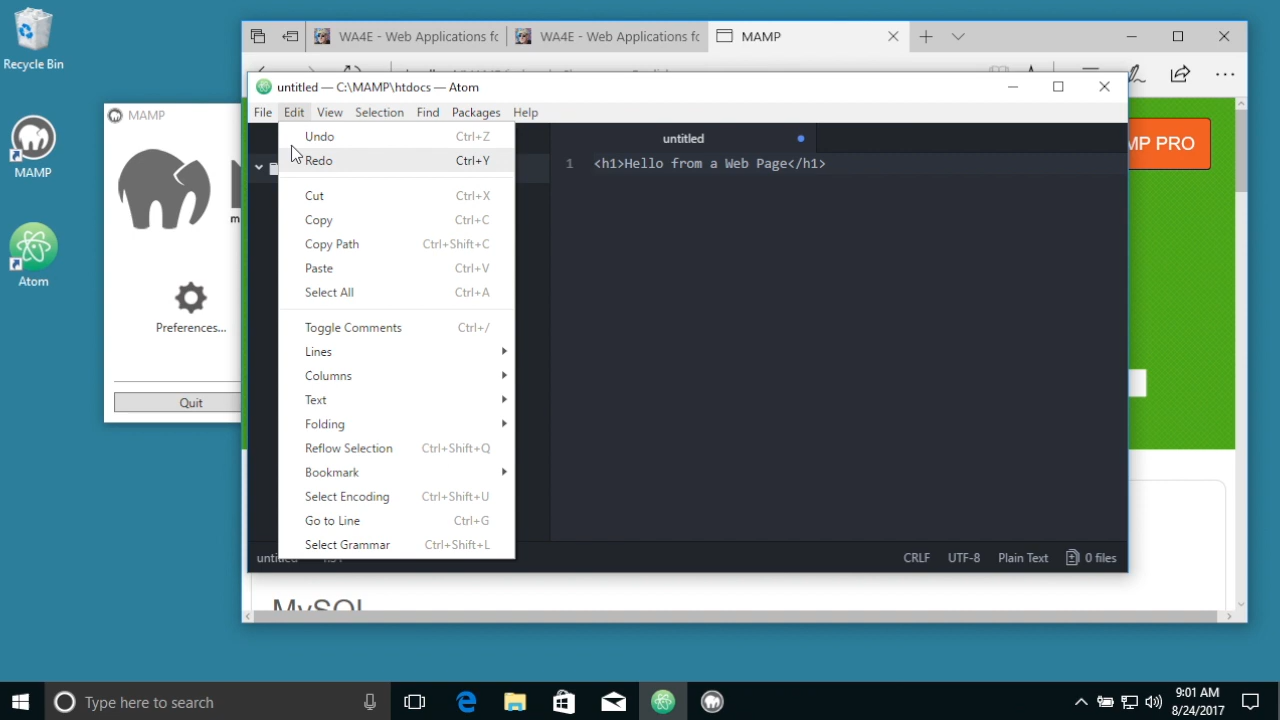 Recycle Bin
MAMP
Atom
MAMP
Preferences...
Quit
WA4E - Web Applications fo
WA4E - Web Applications fo
MAMP
untitled — C:\MAMP\htdocs — Atom
File Edit View Selection Find Packages Help
Undo Ctrl+Z
Redo Ctrl+Y
Cut Ctrl+X
Copy Ctrl+C
Copy Path Ctrl+Shift+C
Paste Ctrl+V
Select All Ctrl+A
Toggle Comments Ctrl+/
Lines
Columns
Text
Folding
Reflow Selection Ctrl+Shift+Q
Bookmark
Select Encoding Ctrl+Shift+U
Go to Line Ctrl+G
Select Grammar Ctrl+Shift+L
untitled
1 <h1>Hello from a Web Page</h1>
CRLF UTF-8 Plain Text 0 files
MP PRO
MySQL
Type here to search
9:01 AM
8/24/2017